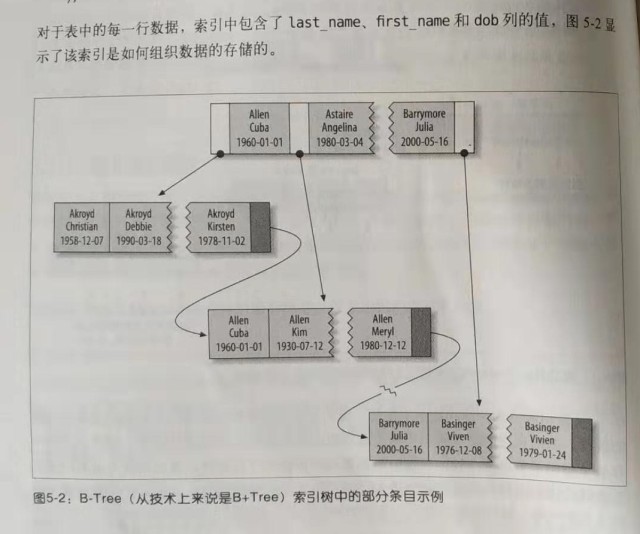 对于表中的每一行数据，索引中包含了 last_name、first_name 和 dob 列的值，图 5-2 显
示了该索引是如何组织数据的存储的。
Allen
Cuba
1960-01-01
Astaire
Angelina
1980-03-04
Barrymore
Julia
2000-05-16
Akroyd
Christian
1958-12-07
Akroyd
Debbie
1990-03-18
Akroyd
Kirsten
1978-11-02
Allen
Cuba
1960-01-01
Allen
Kim
1930-07-12
Allen
Meryl
1980-12-12
Barrymore
Julia
2000-05-16
Basinger
Viven
1976-12-08
Basinger
Vivien
1979-01-24
图5-2：B-Tree（从技术上来说是B+Tree）索引树中的部分条目示例